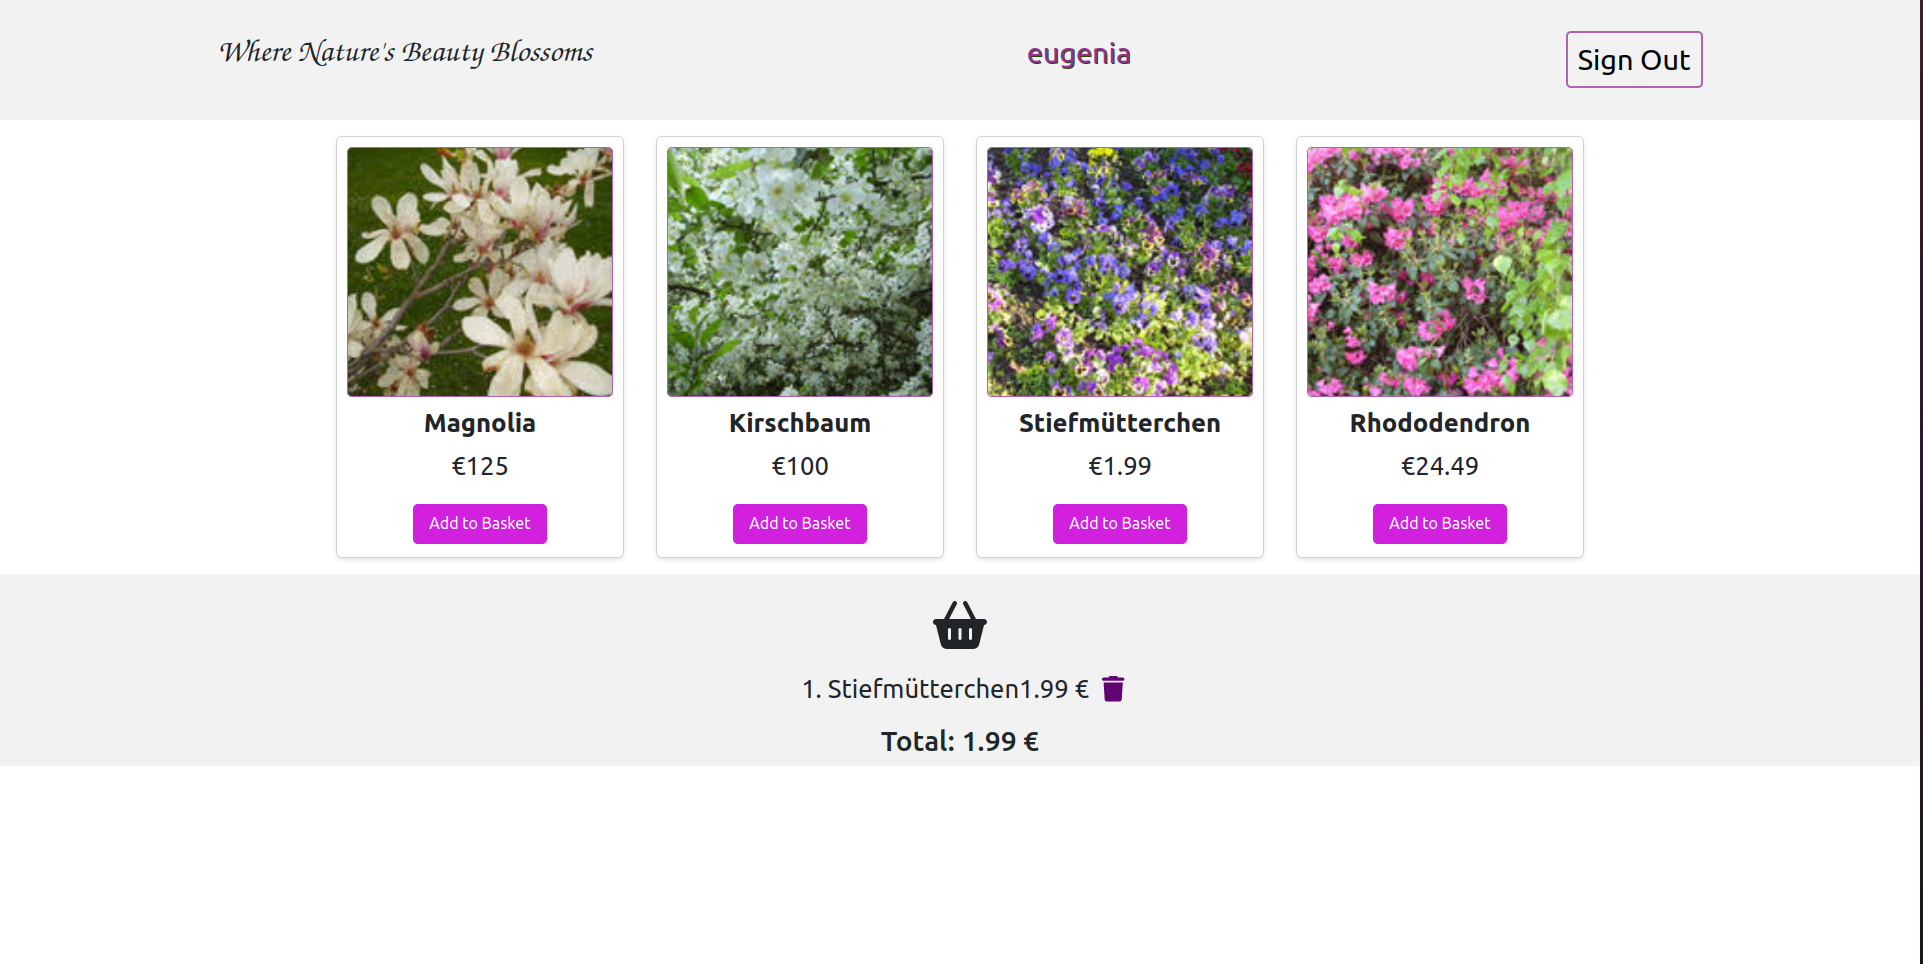 Where Nature's Beauty Blossoms
eugenia
Sign Out
Magnolia
€125
Add to Basket
Kirschbaum
€100
Add to Basket
Stiefmütterchen
€1.99
Add to Basket
Rhododendron
€24.49
Add to Basket
1. Stiefmütterchen1.99 €
Total: 1.99 €